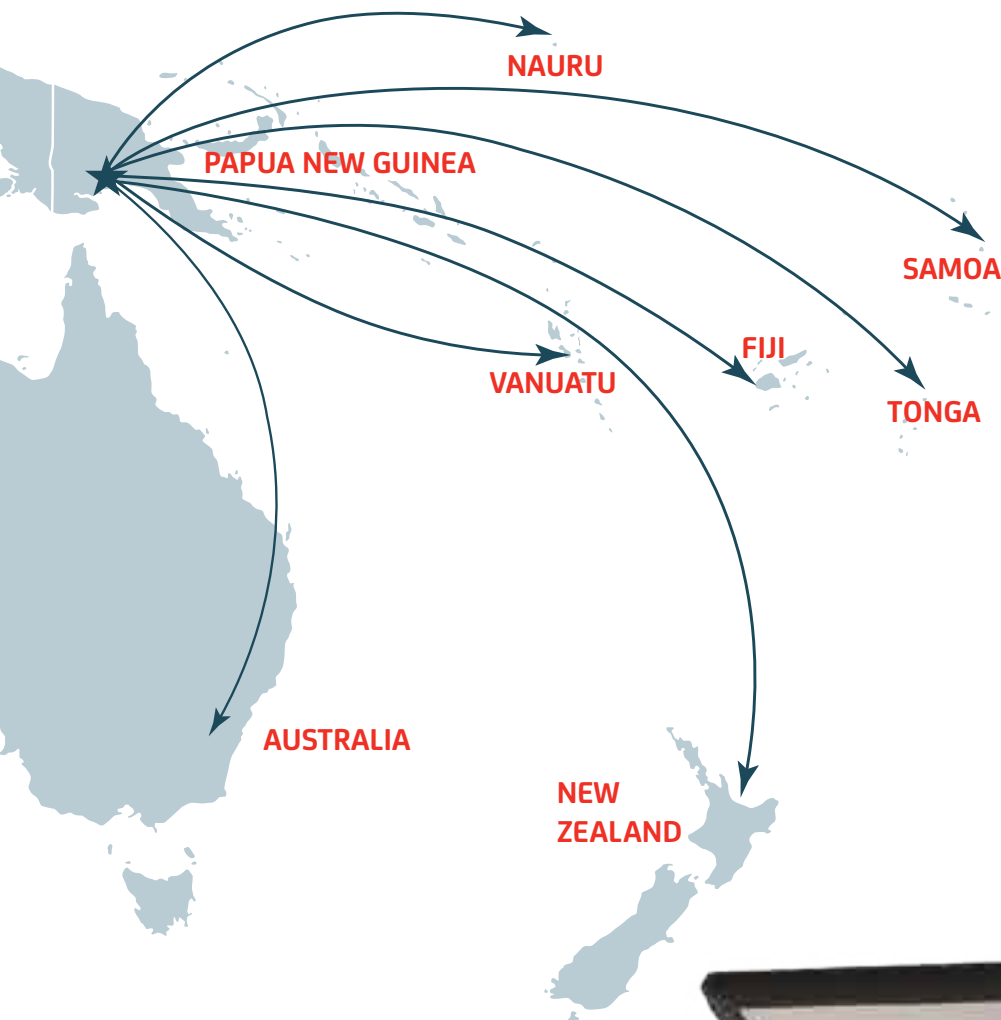 NAURU
PAPUA NEW GUINEA
SAMOA
FIJI
VANUATU
TONGA
AUSTRALIA
NEW
ZEALAND